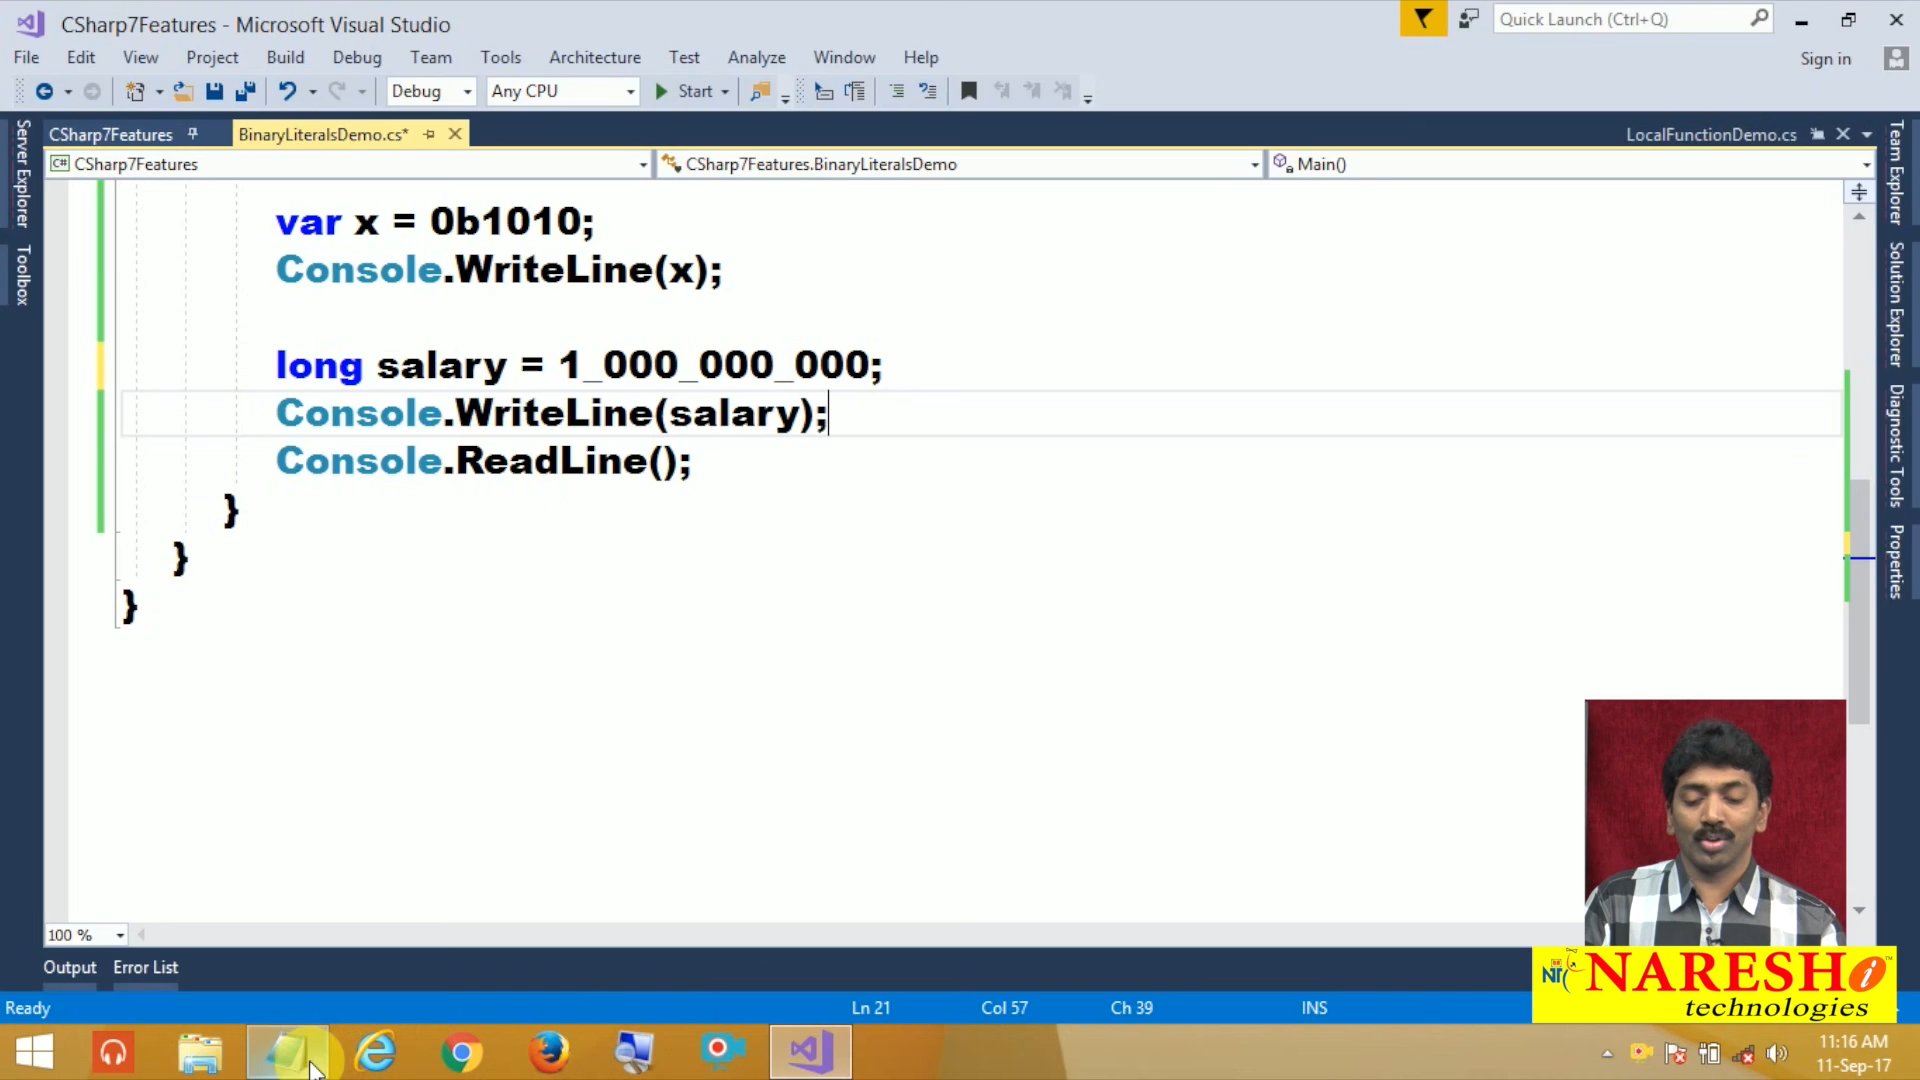 CSharp7Features - Microsoft Visual Studio
Quick Launch (Ctrl+Q)
File Edit View Project Build Debug Team Tools Architecture Test Analyze Window Help
Sign in
Debug Any CPU Start
CSharp7Features BinaryLiteralsDemo.cs* LocalFunctionDemo.cs
C# CSharp7Features CSharp7Features.BinaryLiteralsDemo Main()
Server Explorer
Toolbox
Team Explorer
Solution Explorer
Diagnostic Tools
Properties
var x = 0b1010;
Console.WriteLine(x);
long salary = 1_000_000_000;
Console.WriteLine(salary);
Console.ReadLine();
}
}
}
100 %
Output Error List
NARESH i
technologies
Ready Ln 21 Col 57 Ch 39 INS
11:16 AM
11-Sep-17